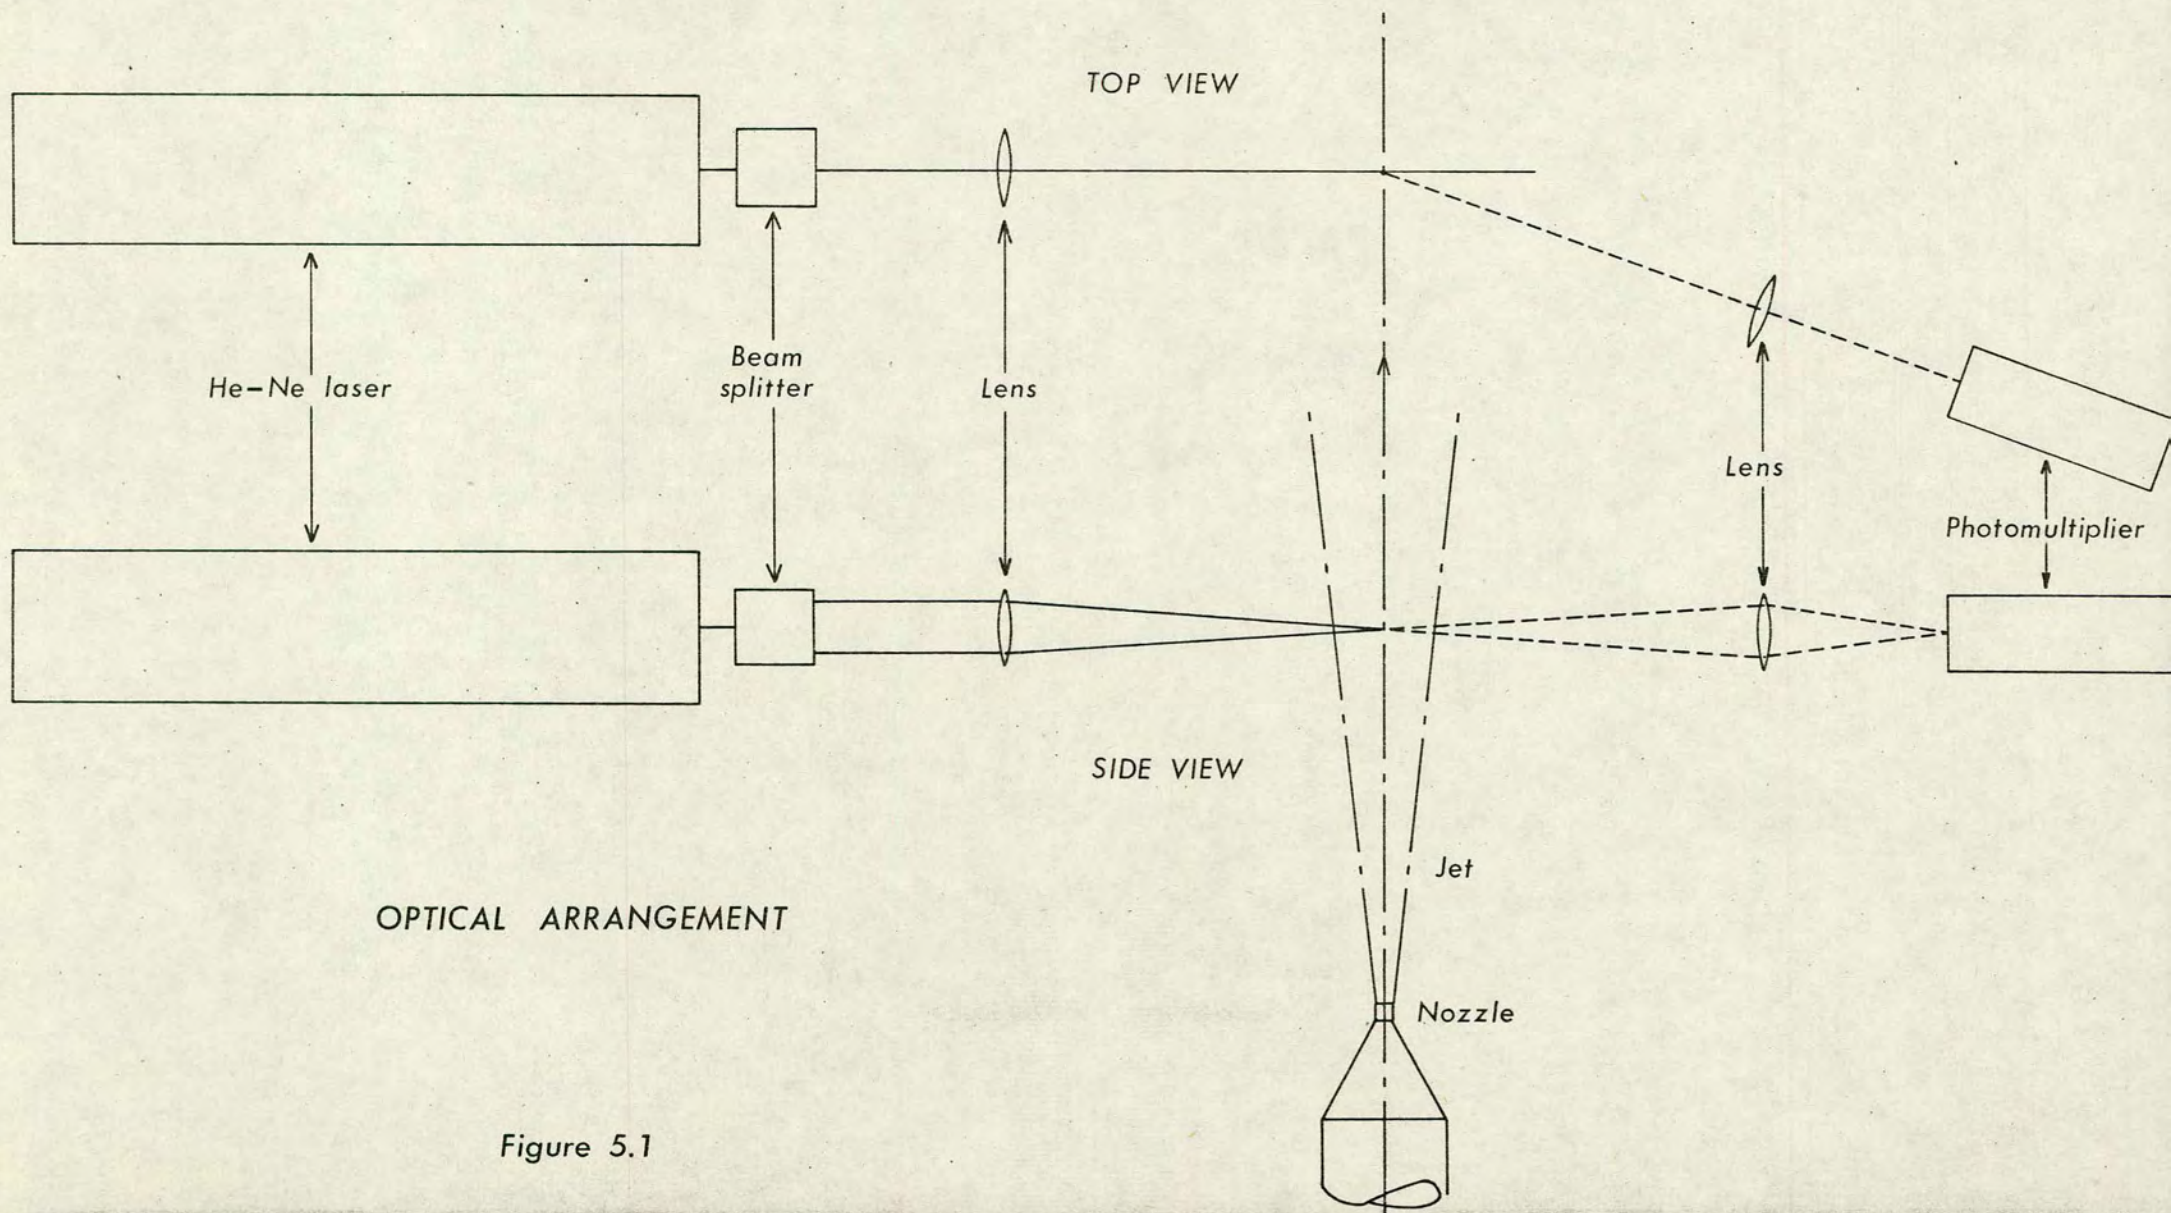 TOP VIEW
He-Ne laser
Beam
splitter
Lens
Lens
Photomultiplier
SIDE VIEW
Jet
OPTICAL ARRANGEMENT
Nozzle
Figure 5.1